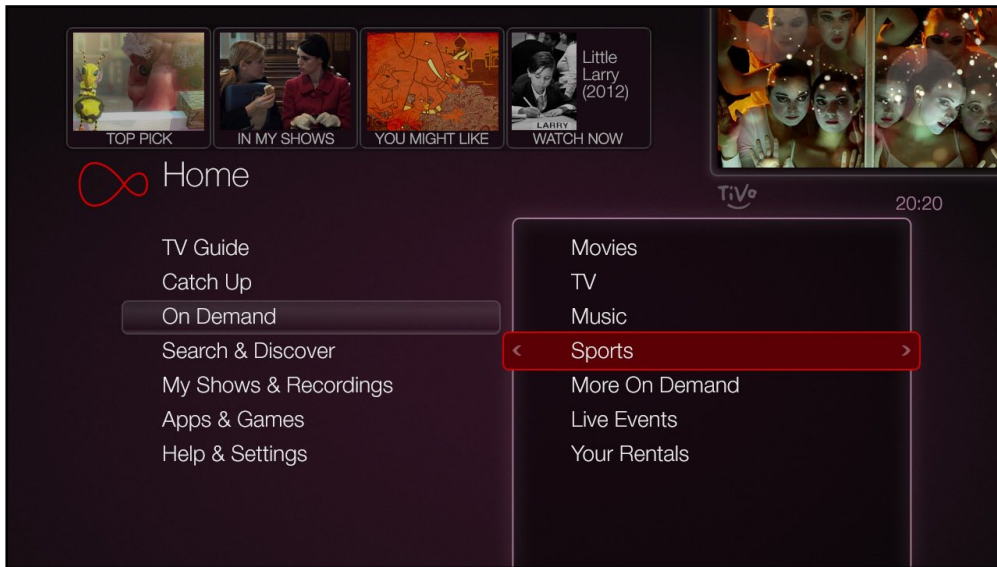 TOP PICK
IN MY SHOWS
YOU MIGHT LIKE
Little
Larry
(2012)
LARRY
WATCH NOW
Home
TiVo
20:20
TV Guide
Catch Up
On Demand
Search & Discover
My Shows & Recordings
Apps & Games
Help & Settings
Movies
TV
Music
Sports
More On Demand
Live Events
Your Rentals